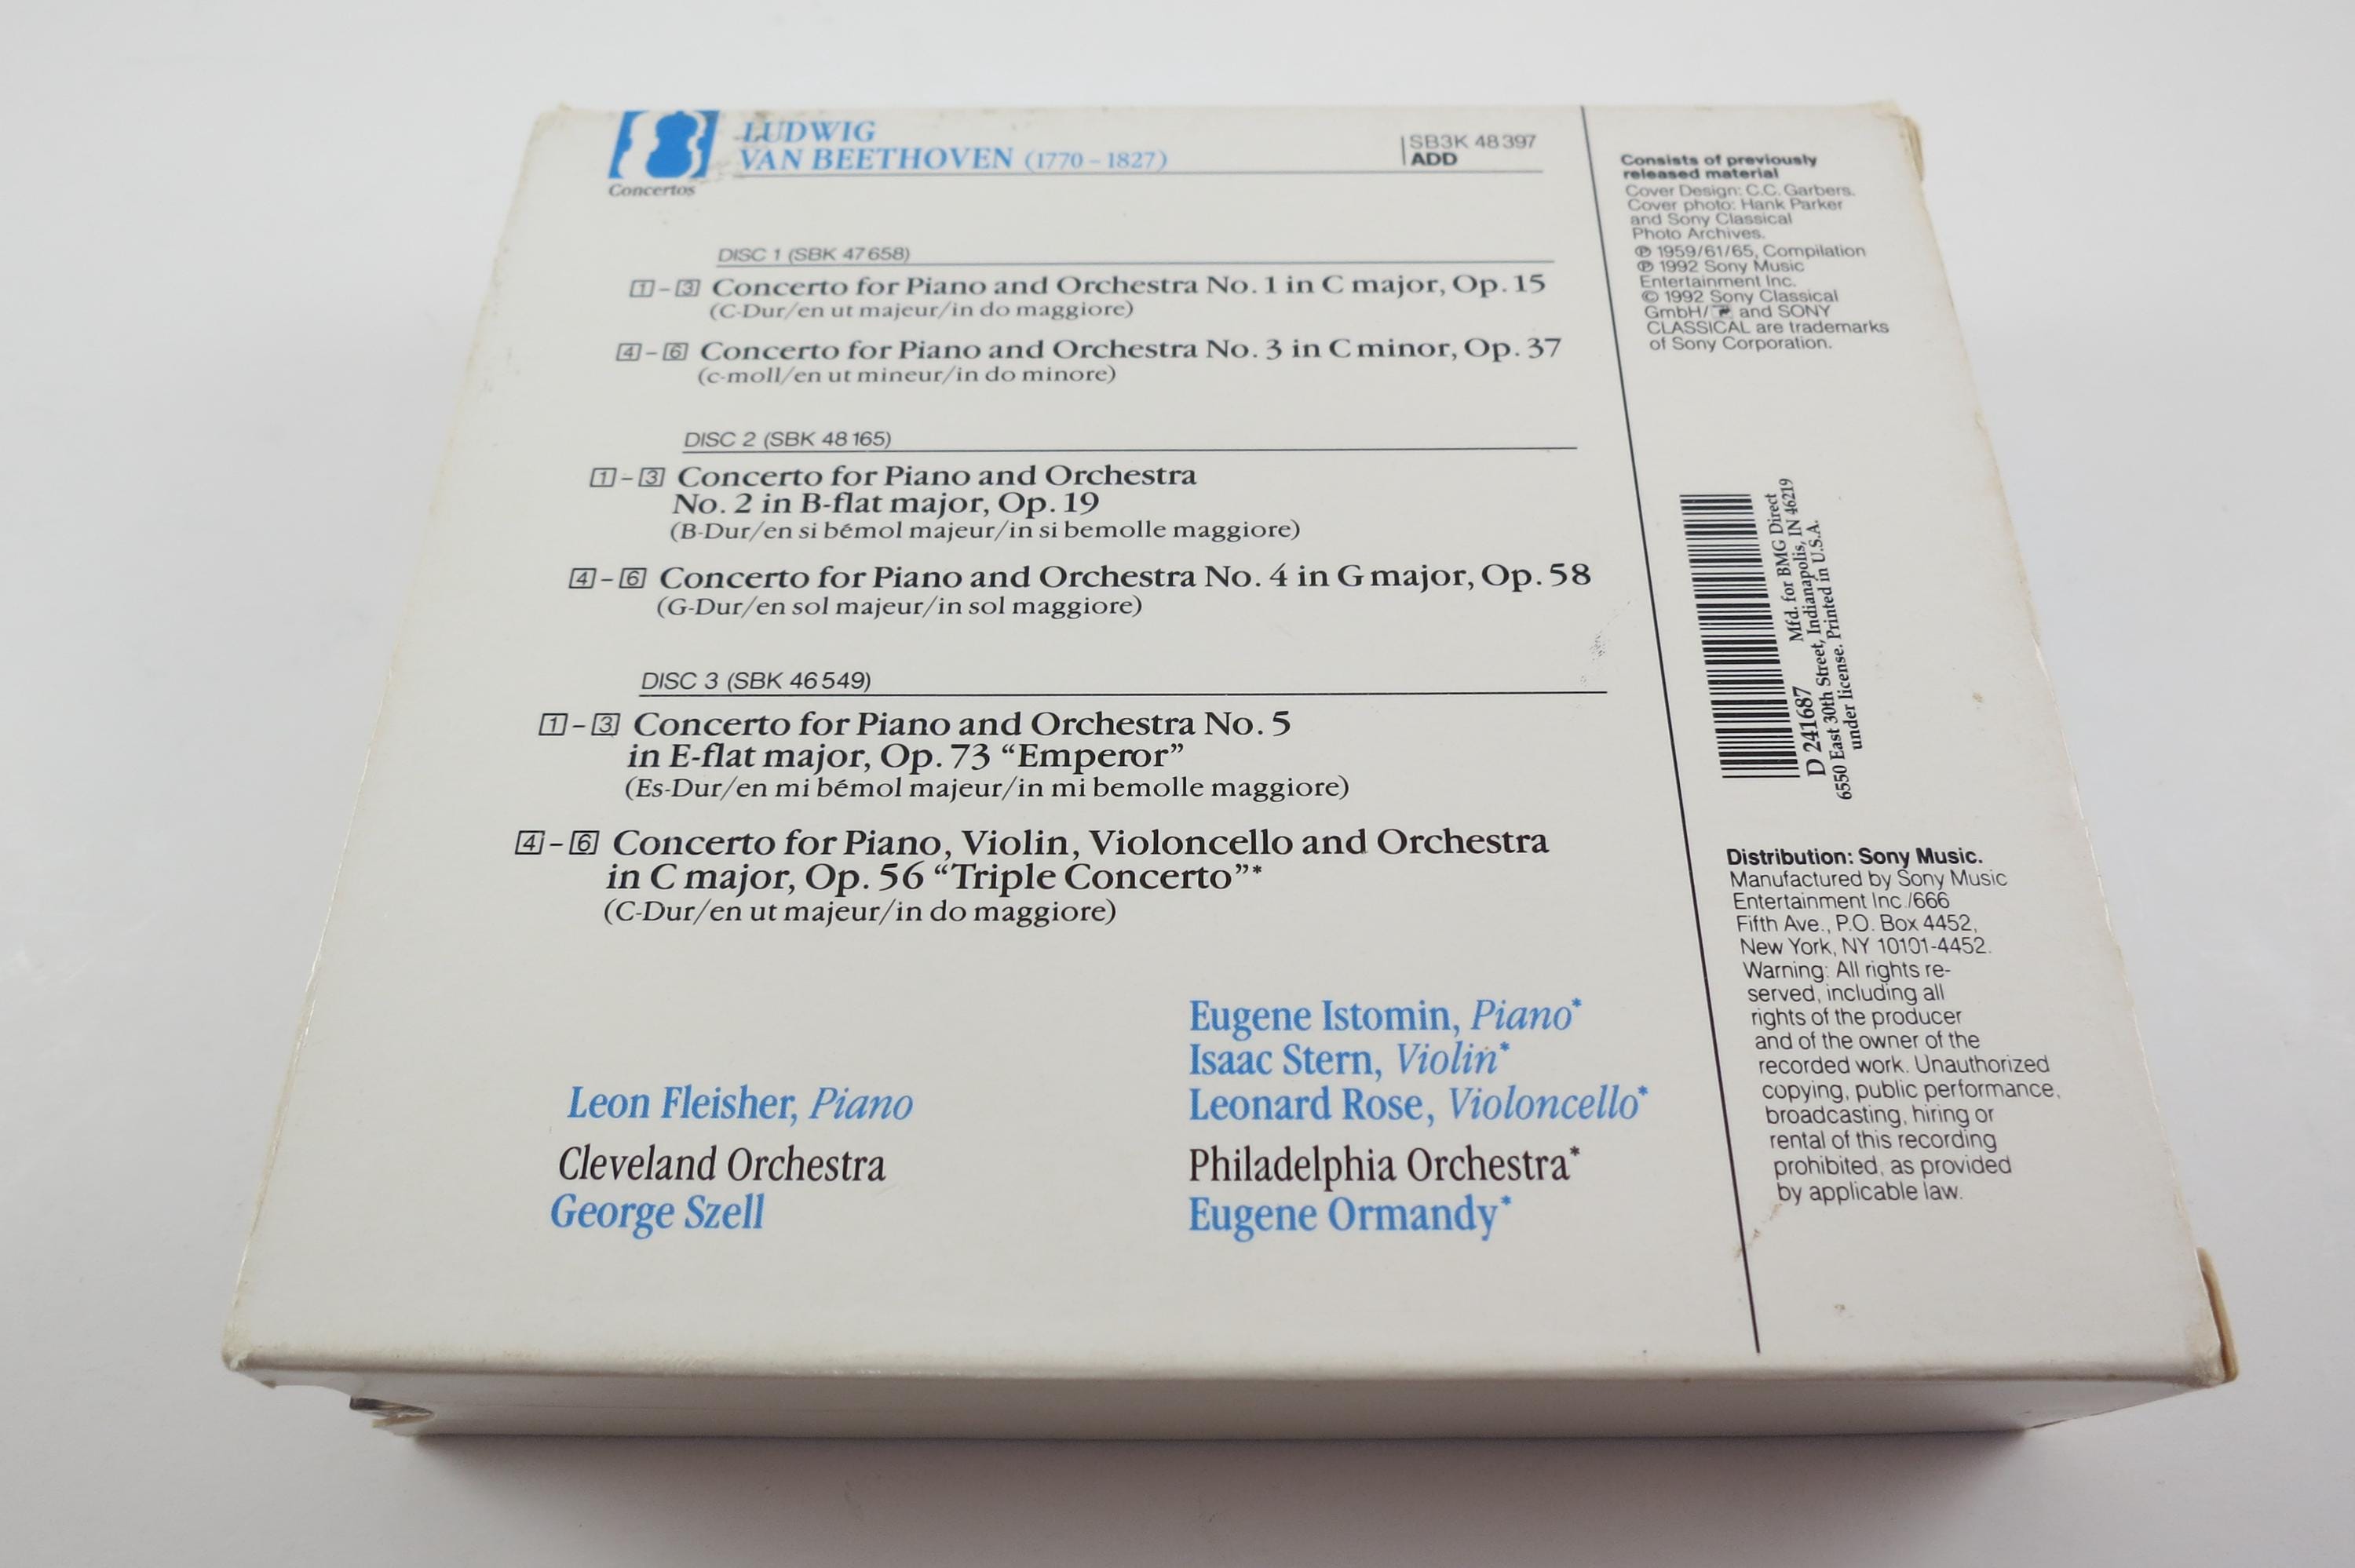 LUDWIG
VAN BEETHOVEN (1770 – 1827)
Concertos
SB3K 48 397
ADD
DISC 1 (SBK 47 658)
1 – 3 Concerto for Piano and Orchestra No. 1 in C major, Op. 15
(C-Dur/en ut majeur/in do maggiore)
4 – 6 Concerto for Piano and Orchestra No. 3 in C minor, Op. 37
(c-moll/en ut mineur/in do minore)
DISC 2 (SBK 48 165)
1 – 3 Concerto for Piano and Orchestra
No. 2 in B-flat major, Op. 19
(B-Dur/en si bémol majeur/in si bemolle maggiore)
4 – 6 Concerto for Piano and Orchestra No. 4 in G major, Op. 58
(G-Dur/en sol majeur/in sol maggiore)
DISC 3 (SBK 46 549)
1 – 3 Concerto for Piano and Orchestra No. 5
in E-flat major, Op. 73 “Emperor”
(Es-Dur/en mi bémol majeur/in mi bemolle maggiore)
4 – 6 Concerto for Piano, Violin, Violoncello and Orchestra
in C major, Op. 56 “Triple Concerto”*
(C-Dur/en ut majeur/in do maggiore)
Leon Fleisher, Piano
Cleveland Orchestra
George Szell
Eugene Istomin, Piano*
Isaac Stern, Violin*
Leonard Rose, Violoncello*
Philadelphia Orchestra*
Eugene Ormandy*
Consists of previously
released material
Cover Design: C.C. Garbers.
Cover photo: Hank Parker
and Sony Classical
Photo Archives.
℗ 1959/61/65, Compilation
℗ 1992 Sony Music
Entertainment Inc.
© 1992 Sony Classical
GmbH/ and SONY
CLASSICAL are trademarks
of Sony Corporation.
D 241687 Mfd. for BMG Direct
6550 East 30th Street, Indianapolis, IN 46219
under license. Printed in U.S.A.
Distribution: Sony Music.
Manufactured by Sony Music
Entertainment Inc./666
Fifth Ave., P.O. Box 4452,
New York, NY 10101-4452.
Warning: All rights re-
served, including all
rights of the producer
and of the owner of the
recorded work. Unauthorized
copying, public performance,
broadcasting, hiring or
rental of this recording
prohibited, as provided
by applicable law.